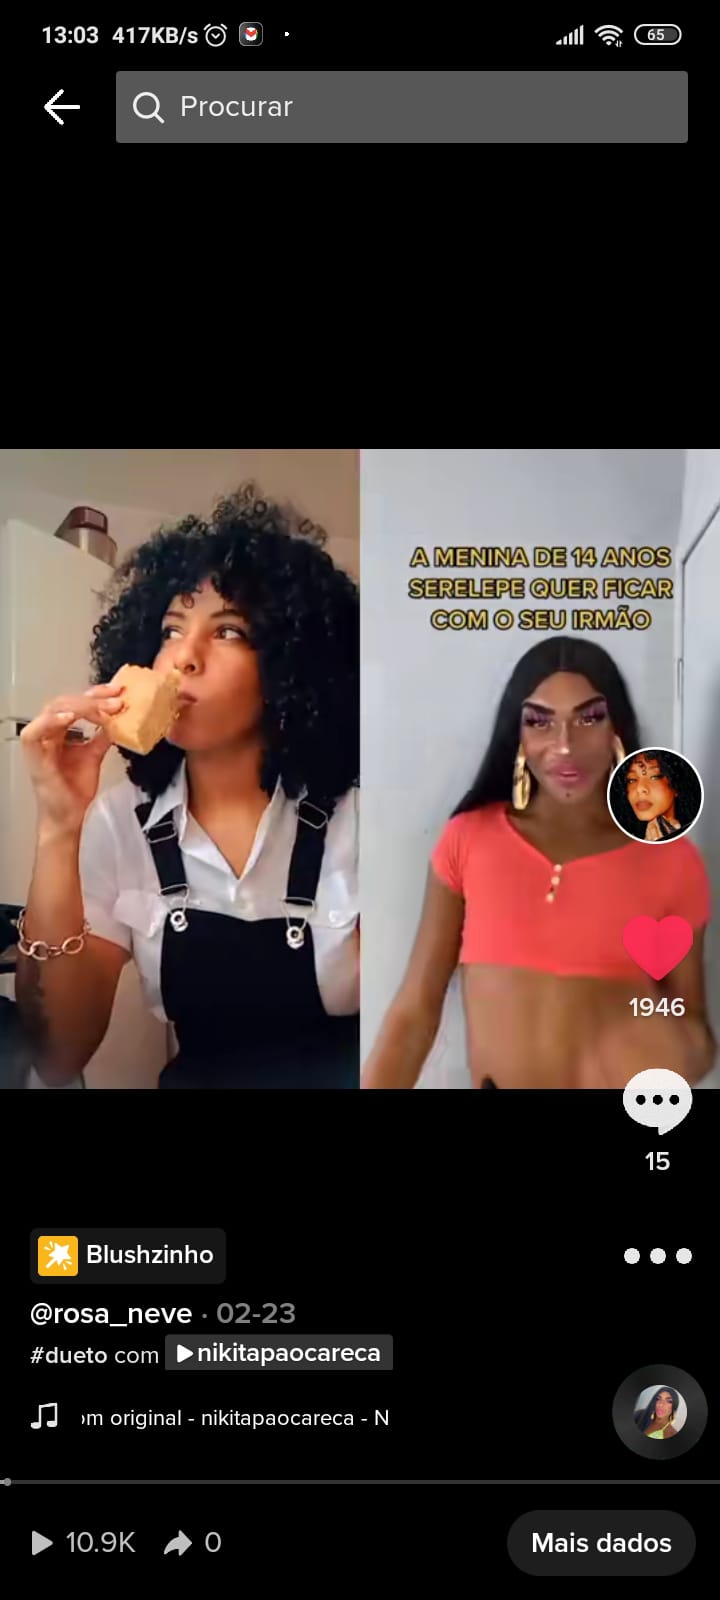 13:03 417KB/s 65
Procurar
A MENINA DE 14 ANOS
SERELEPE QUER FICAR
COM O SEU IRMÃO
1946
15
Blushzinho
@rosa_neve · 02-23
#dueto com nikitapaocareca
om original - nikitapaocareca - N
10.9K 0
Mais dados